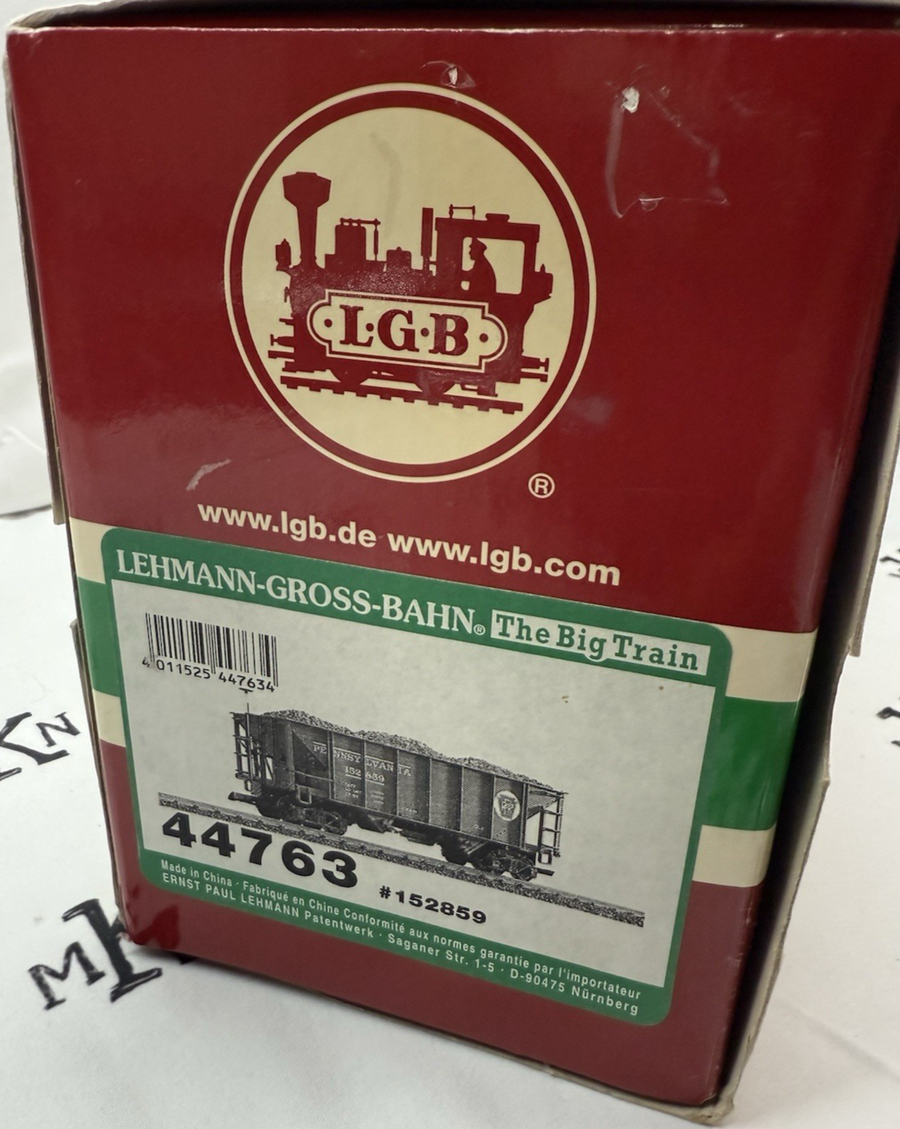 L·G·B
®
www.lgb.de www.lgb.com
LEHMANN-GROSS-BAHN® The Big Train
4 011525 447634
PENNSYLVANIA
152859
44763 #152859
Made in China · Fabriqué en Chine Conformité aux normes garantie par l'importateur
ERNST PAUL LEHMANN Patentwerk · Saganer Str. 1-5 · D-90475 Nürnberg